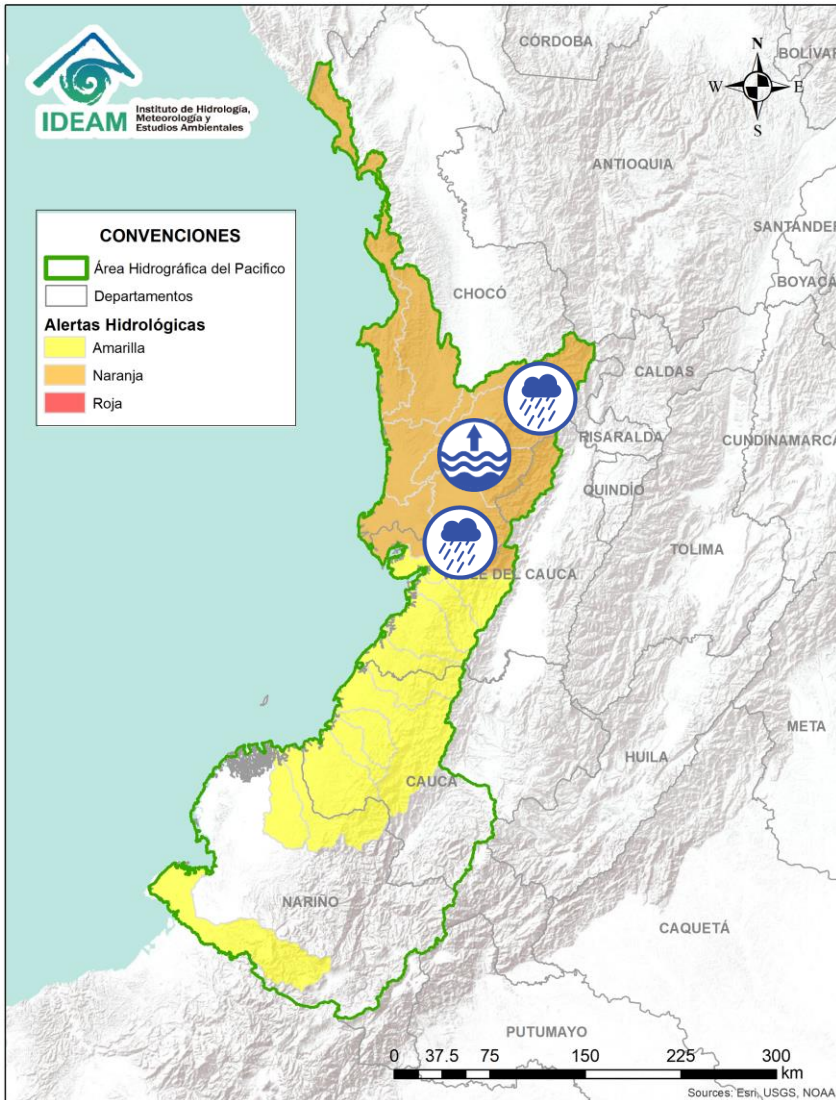 IDEAM
Instituto de Hidrología,
Meteorología y
Estudios Ambientales
CÓRDOBA
BOLÍVAR
N
W E
S
ANTIOQUIA
SANTANDER
CONVENCIONES
Área Hidrográfica del Pacifico
Departamentos
Alertas Hidrológicas
Amarilla
Naranja
Roja
BOYACÁ
CHOCÓ
CALDAS
RISARALDA
CUNDINAMARCA
QUINDÍO
TOLIMA
DEL CAUCA
META
HUILA
CAUCA
NARIÑO
CAQUETÁ
PUTUMAYO
0 37.5 75 150 225 300
km
Sources: Esri, USGS, NOAA